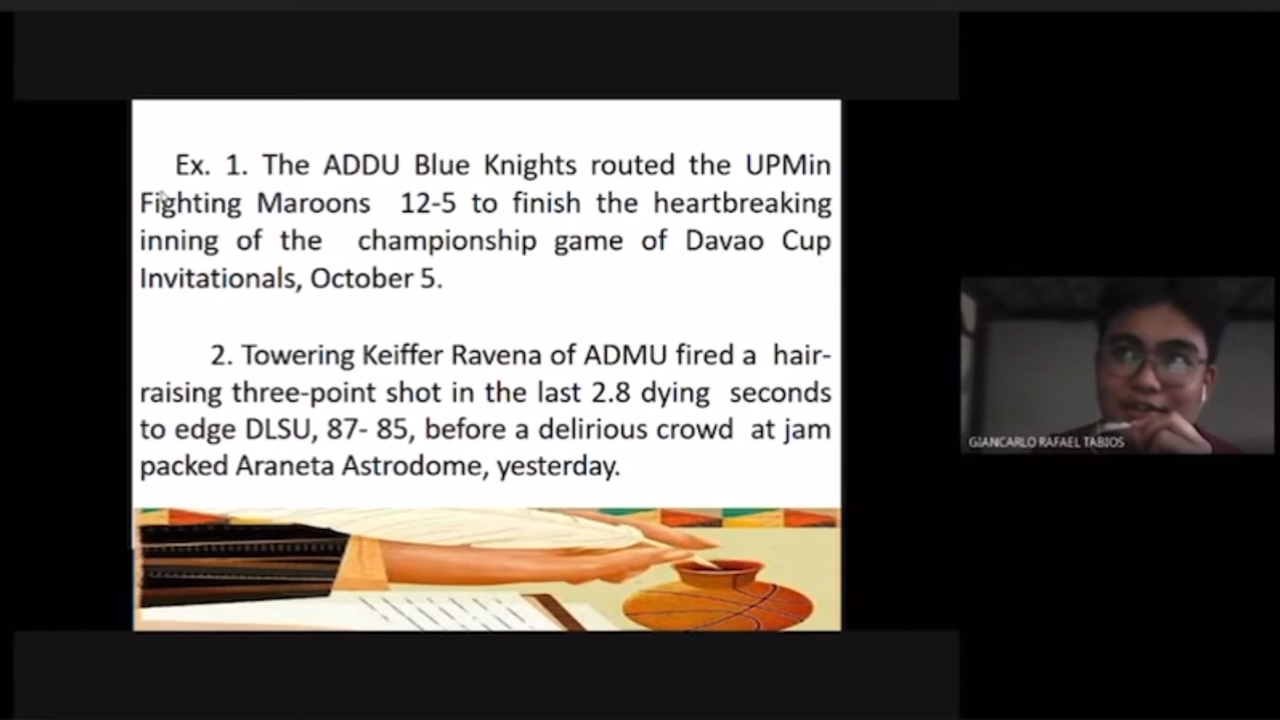 Ex. 1. The ADDU Blue Knights routed the UPMin
Fighting Maroons 12-5 to finish the heartbreaking
inning of the championship game of Davao Cup
Invitationals, October 5.
2. Towering Keiffer Ravena of ADMU fired a hair-
raising three-point shot in the last 2.8 dying seconds
to edge DLSU, 87- 85, before a delirious crowd at jam
packed Araneta Astrodome, yesterday.
GIANCARLO RAFAEL TABIOS